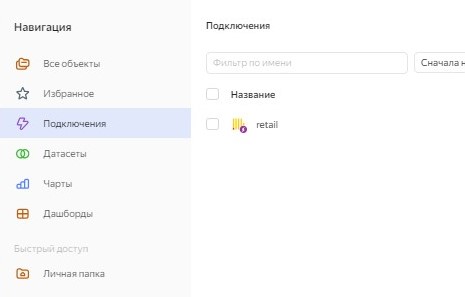 Навигация
Все объекты
Избранное
Подключения
Датасеты
Чарты
Дашборды
Быстрый доступ
Личная папка
Подключения
Фильтр по имени
Сначала н
Название
retail